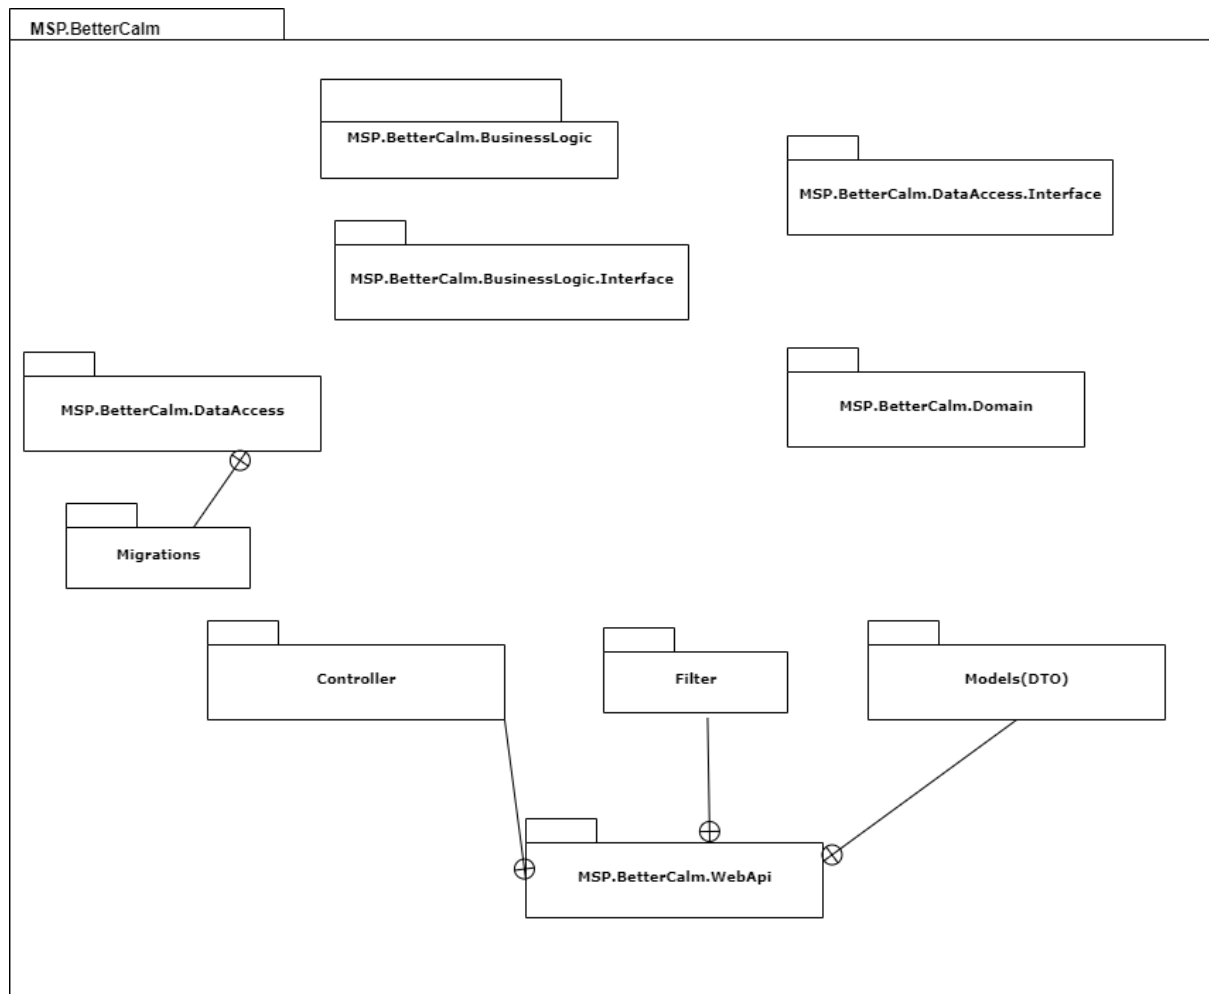 MSP.BetterCalm
MSP.BetterCalm.BusinessLogic
MSP.BetterCalm.DataAccess.Interface
MSP.BetterCalm.BusinessLogic.Interface
MSP.BetterCalm.DataAccess
MSP.BetterCalm.Domain
Migrations
Controller
Filter
Models(DTO)
MSP.BetterCalm.WebApi